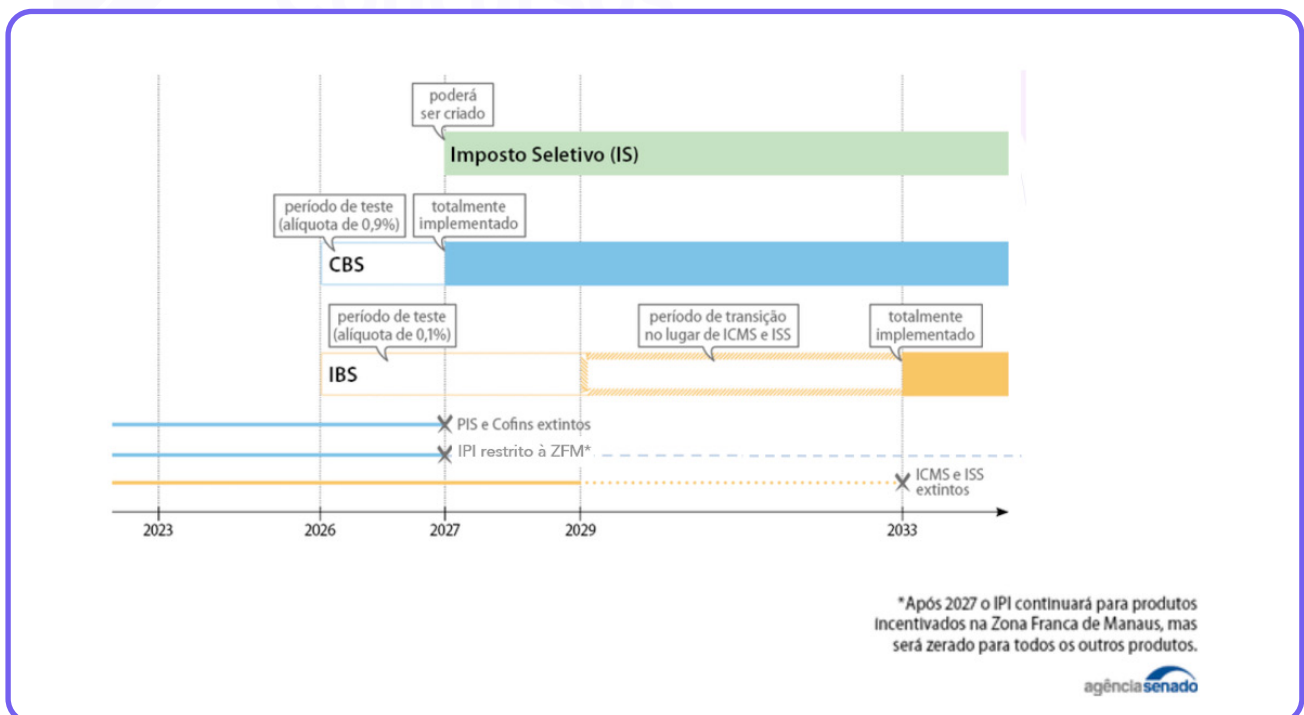 poderá
ser criado
Imposto Seletivo (IS)
período de teste
(alíquota de 0,9%)
totalmente
implementado
CBS
período de teste
(alíquota de 0,1%)
período de transição
no lugar de ICMS e ISS
totalmente
implementado
IBS
PIS e Cofins extintos
IPI restrito à ZFM*
ICMS e ISS
extintos
2023
2026
2027
2029
2033
*Após 2027 o IPI continuará para produtos
incentivados na Zona Franca de Manaus, mas
será zerado para todos os outros produtos.
agênciasenado